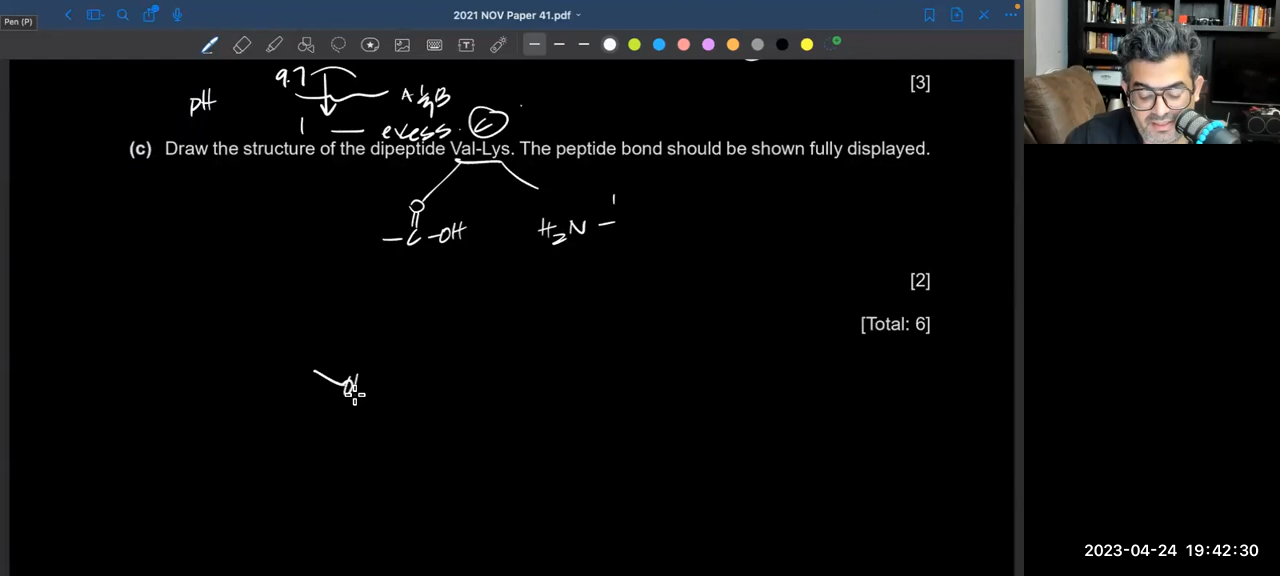 Pen (P)
2021 NOV Paper 41.pdf
9.7
pH
A ½ B
1 — excess.
[3]
(c) Draw the structure of the dipeptide Val-Lys. The peptide bond should be shown fully displayed.
O
—C—OH
H2N —
[2]
[Total: 6]
2023-04-24 19:42:30